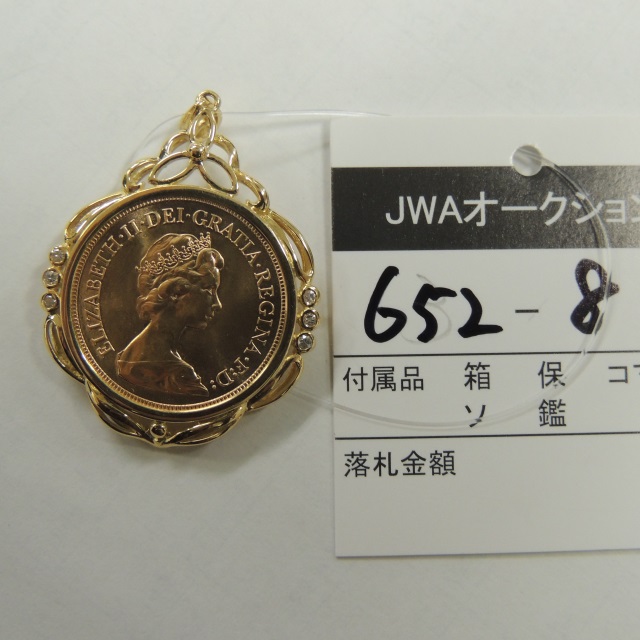 ELIZABETH·II·DEI·GRATIA·REGINA·F:D:
JWAオークション
652-8
付属品 箱 保 コマ
ソ 鑑
落札金額